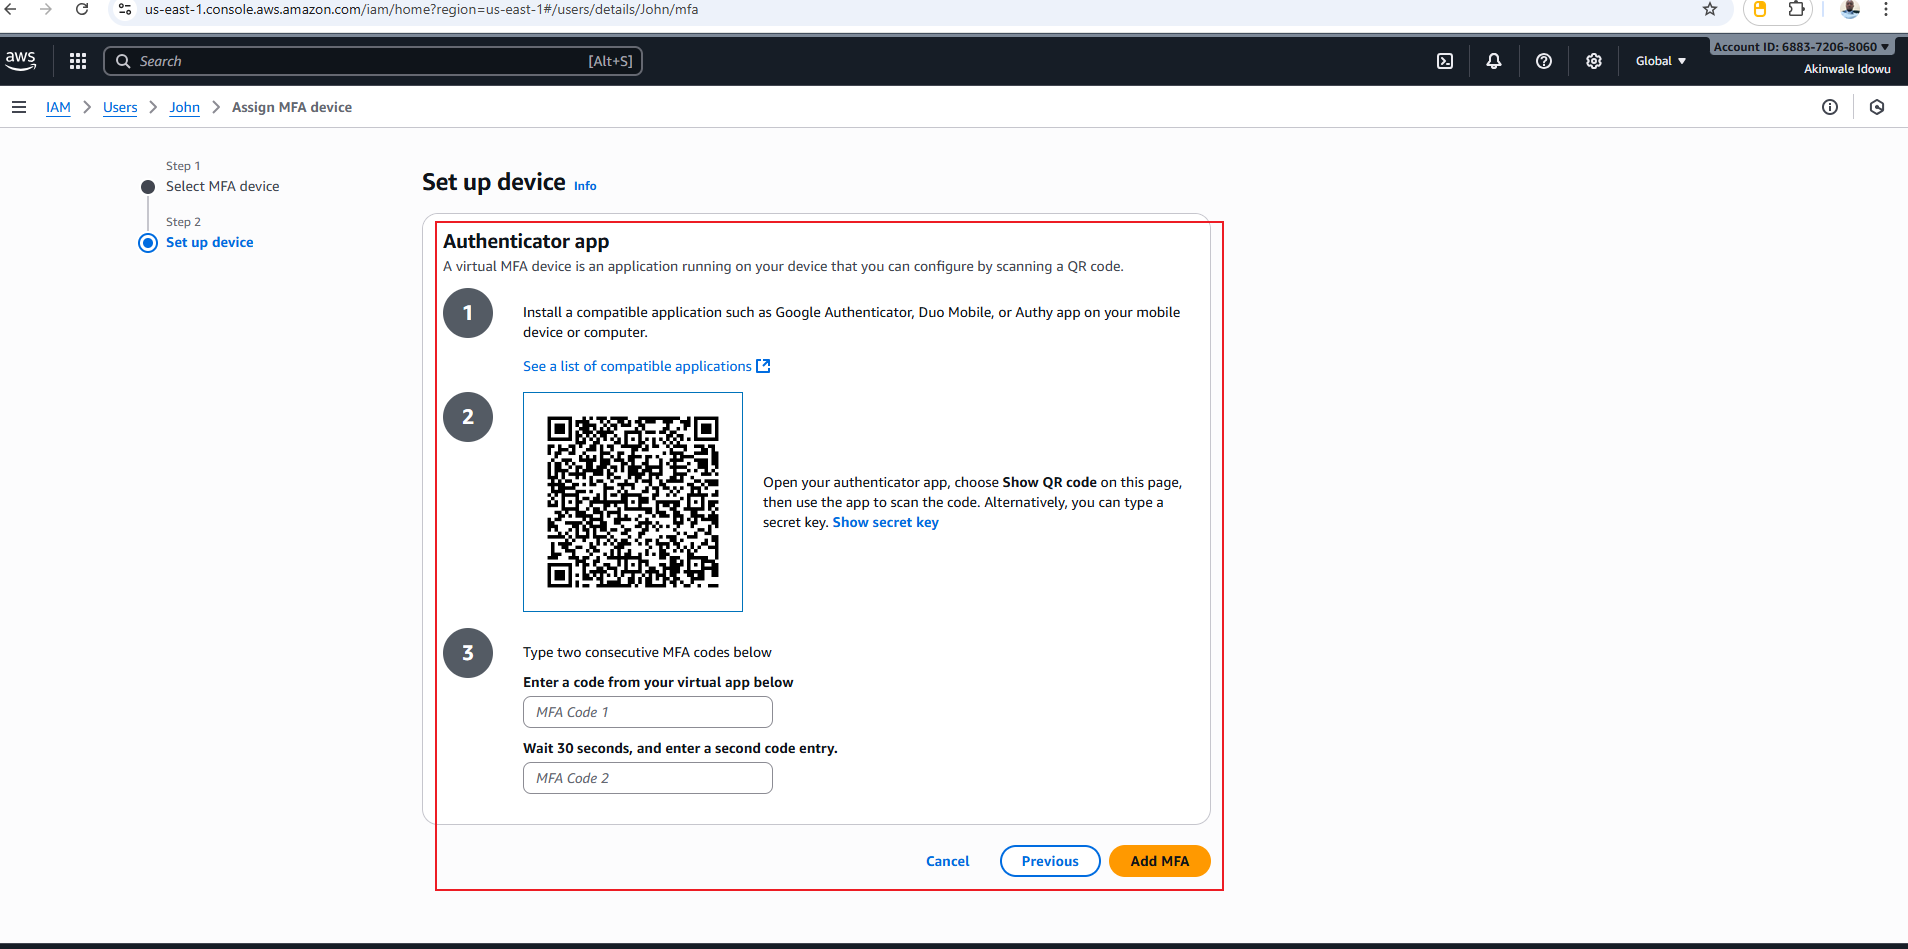 us-east-1.console.aws.amazon.com/iam/home?region=us-east-1#/users/details/John/mfa
aws
Search
[Alt+S]
Global
Account ID: 6883-7206-8060
Akinwale Idowu
IAM
Users
John
Assign MFA device
Step 1
Select MFA device
Step 2
Set up device
Set up device Info
Authenticator app
A virtual MFA device is an application running on your device that you can configure by scanning a QR code.
1
Install a compatible application such as Google Authenticator, Duo Mobile, or Authy app on your mobile
device or computer.
See a list of compatible applications
2
Open your authenticator app, choose Show QR code on this page,
then use the app to scan the code. Alternatively, you can type a
secret key. Show secret key
3
Type two consecutive MFA codes below
Enter a code from your virtual app below
MFA Code 1
Wait 30 seconds, and enter a second code entry.
MFA Code 2
Cancel
Previous
Add MFA